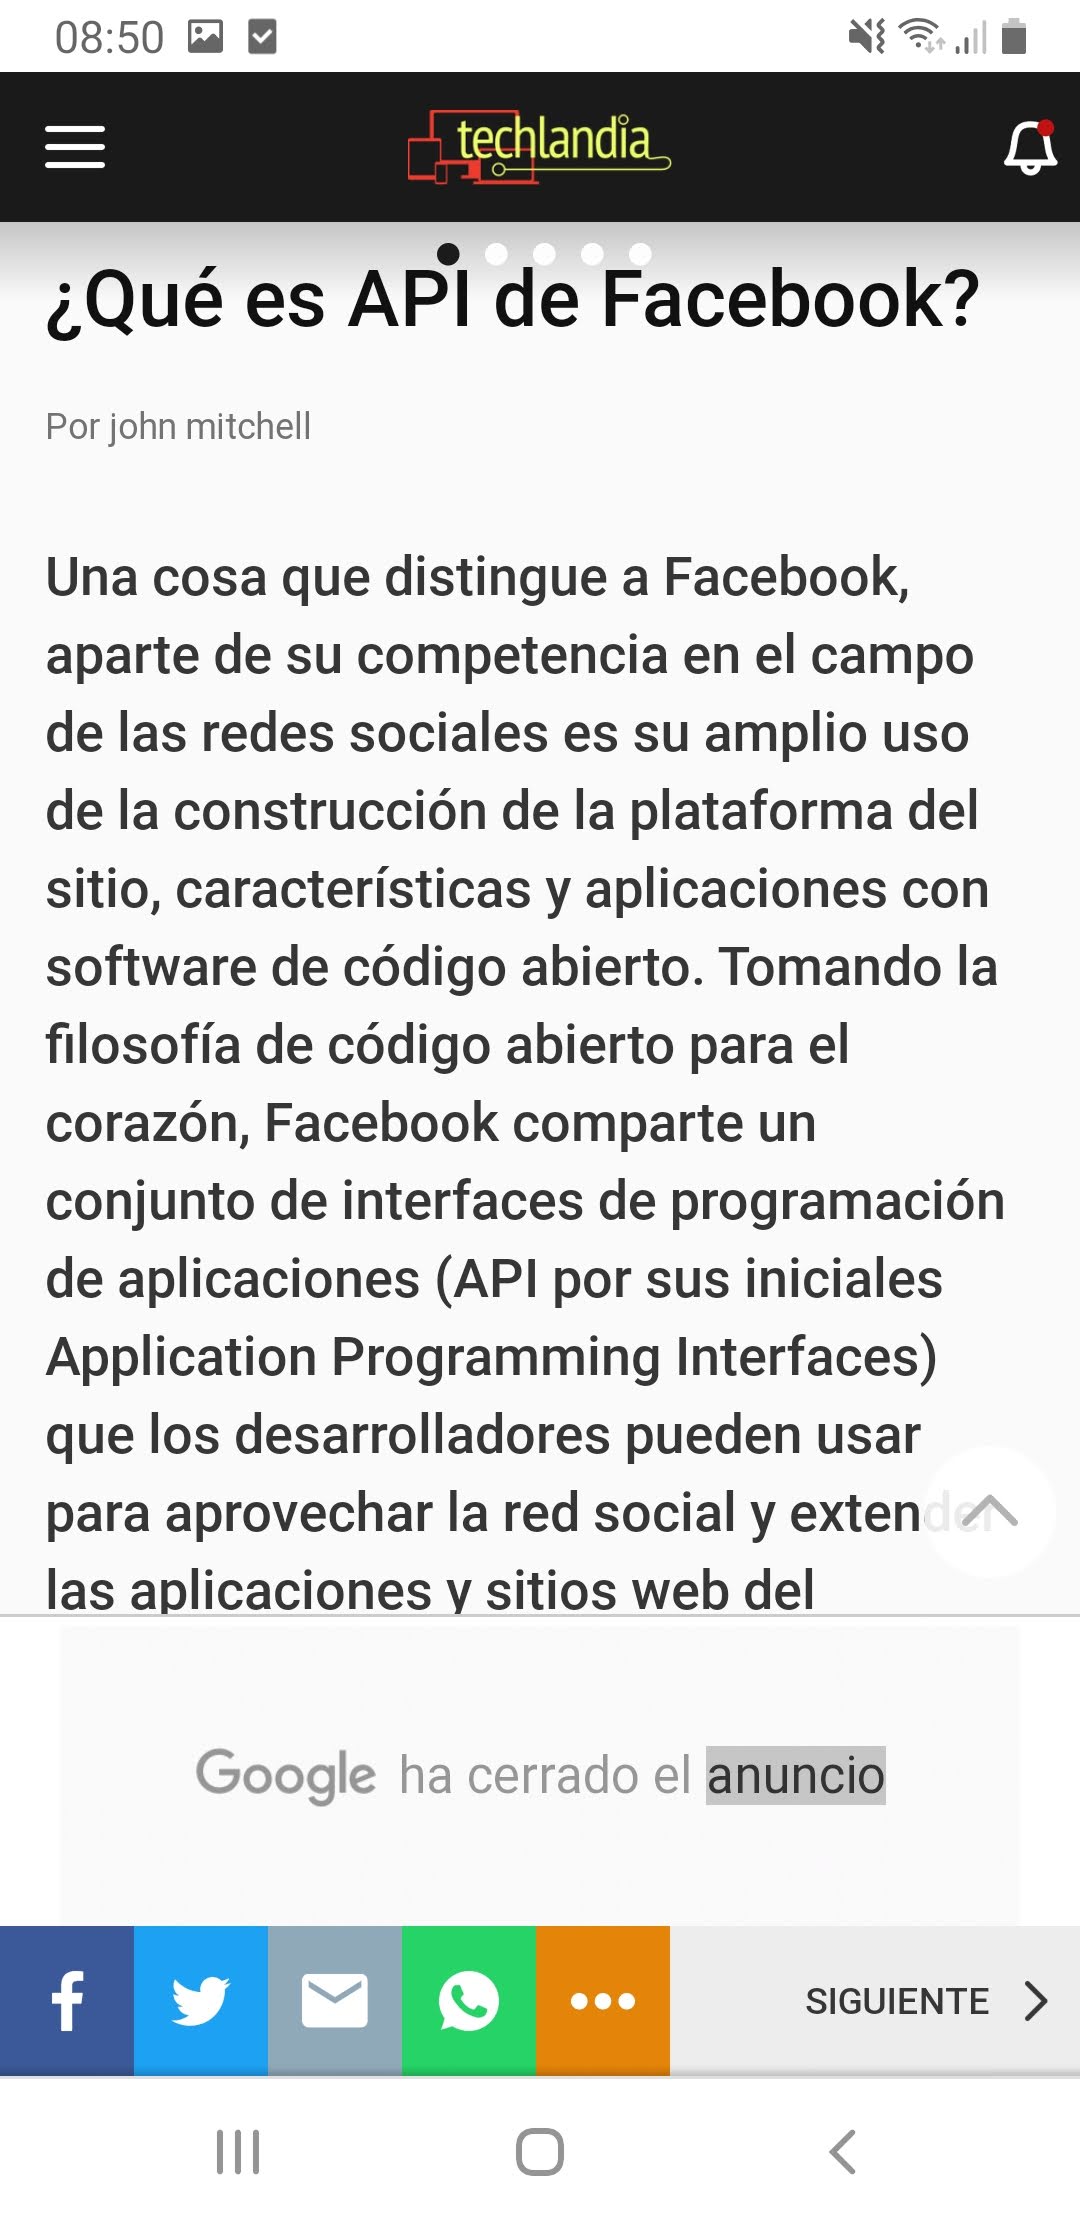 08:50
techlandia
¿Qué es API de Facebook?
Por john mitchell
Una cosa que distingue a Facebook,
aparte de su competencia en el campo
de las redes sociales es su amplio uso
de la construcción de la plataforma del
sitio, características y aplicaciones con
software de código abierto. Tomando la
filosofía de código abierto para el
corazón, Facebook comparte un
conjunto de interfaces de programación
de aplicaciones (API por sus iniciales
Application Programming Interfaces)
que los desarrolladores pueden usar
para aprovechar la red social y extender
las aplicaciones y sitios web del
Google ha cerrado el anuncio
SIGUIENTE